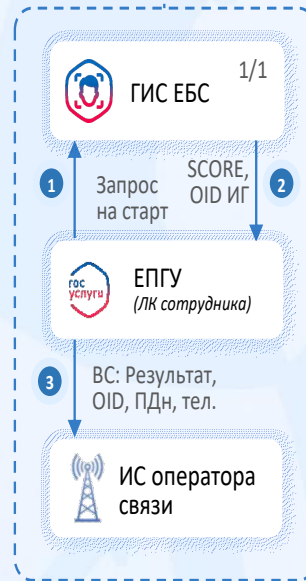 1/1
ГИС ЕБС
1
Запрос
на старт
SCORE,
OID ИГ
2
гос
услуги
ЕПГУ
(ЛК сотрудника)
3
ВС: Результат,
OID, ПДн, тел.
ИС оператора
связи